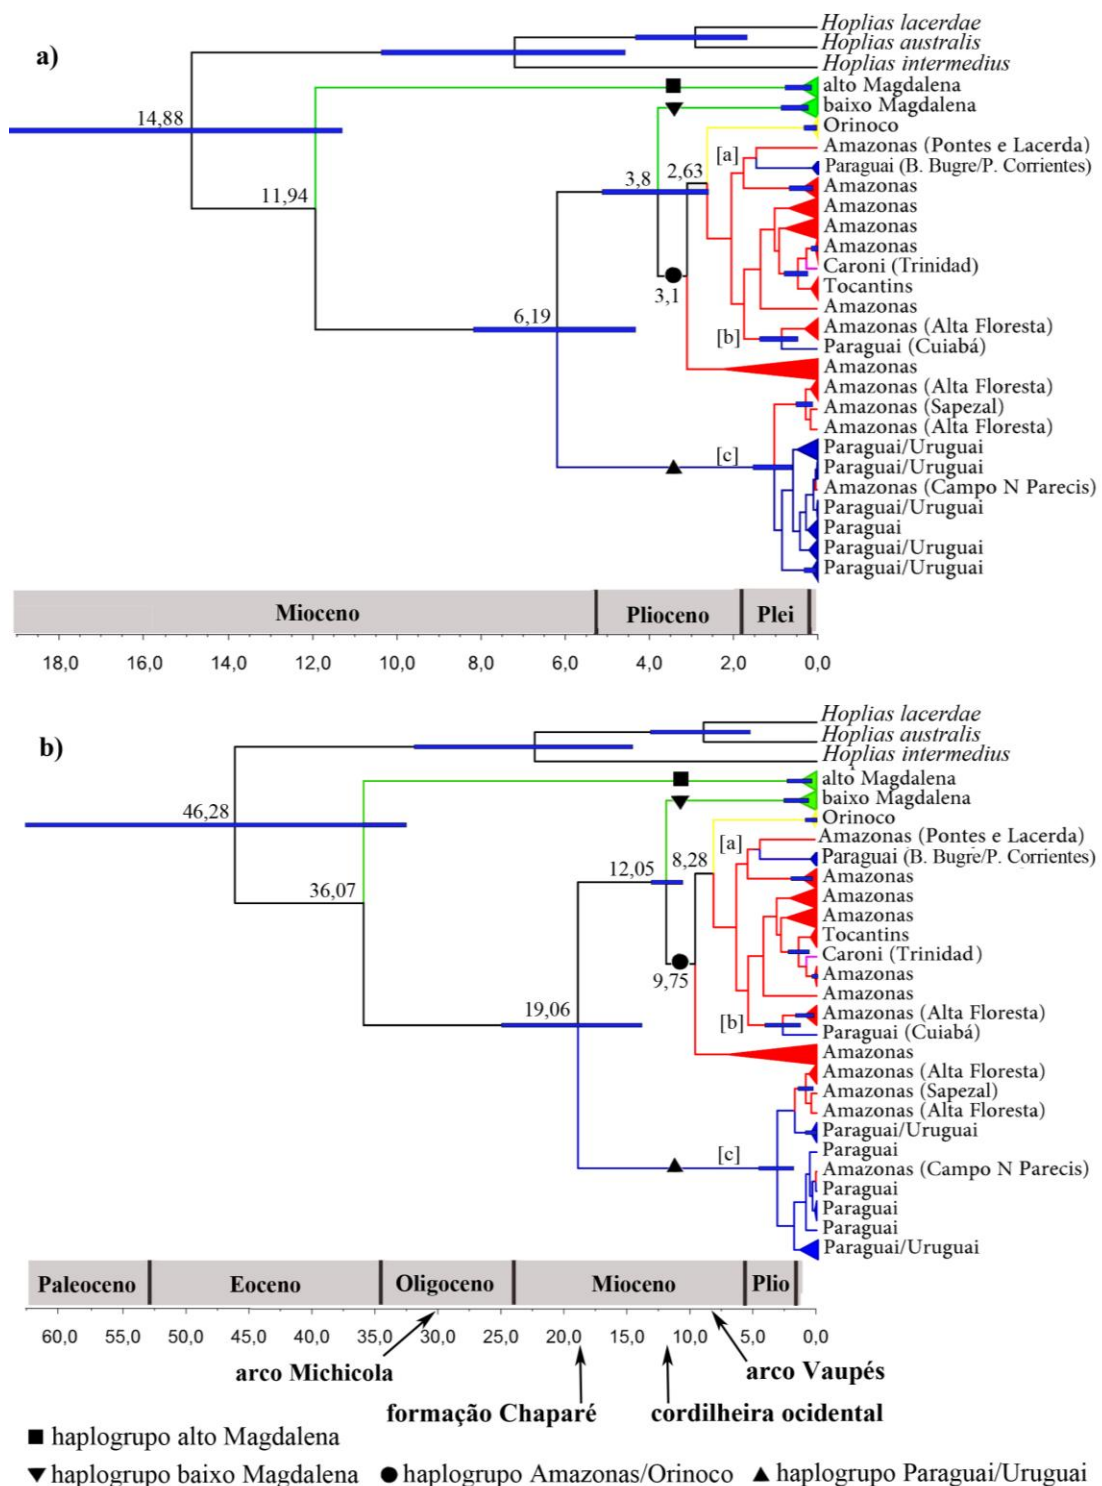 a)
Hoplias lacerdae
Hoplias australis
Hoplias intermedius
alto Magdalena
baixo Magdalena
Orinoco
Amazonas (Pontes e Lacerda)
Paraguai (B. Bugre/P. Corrientes)
Amazonas
Amazonas
Amazonas
Amazonas
Caroni (Trinidad)
Tocantins
Amazonas
Amazonas (Alta Floresta)
Paraguai (Cuiabá)
Amazonas
Amazonas (Alta Floresta)
Amazonas (Sapezal)
Amazonas (Alta Floresta)
Paraguai/Uruguai
Paraguai/Uruguai
Amazonas (Campo N Parecis)
Paraguai/Uruguai
Paraguai
Paraguai/Uruguai
Paraguai/Uruguai
14,88
11,94
6,19
3,8
2,63
3,1
[a]
[b]
[c]
Mioceno Plioceno Plei
18,0 16,0 14,0 12,0 10,0 8,0 6,0 4,0 2,0 0,0
b)
Hoplias lacerdae
Hoplias australis
Hoplias intermedius
alto Magdalena
baixo Magdalena
Orinoco
Amazonas (Pontes e Lacerda)
Paraguai (B. Bugre/P. Corrientes)
Amazonas
Amazonas
Amazonas
Tocantins
Caroni (Trinidad)
Amazonas
Amazonas
Amazonas (Alta Floresta)
Paraguai (Cuiabá)
Amazonas
Amazonas (Alta Floresta)
Amazonas (Sapezal)
Amazonas (Alta Floresta)
Paraguai/Uruguai
Paraguai
Amazonas (Campo N Parecis)
Paraguai
Paraguai
Paraguai
Paraguai/Uruguai
46,28
36,07
19,06
12,05
8,28
9,75
[a]
[b]
[c]
Paleoceno Eoceno Oligoceno Mioceno Plio
60,0 55,0 50,0 45,0 40,0 35,0 30,0 25,0 20,0 15,0 10,0 5,0 0,0
arco Michicola arco Vaupés
formação Chaparé cordilheira ocidental
haplogrupo alto Magdalena
haplogrupo baixo Magdalena haplogrupo Amazonas/Orinoco haplogrupo Paraguai/Uruguai